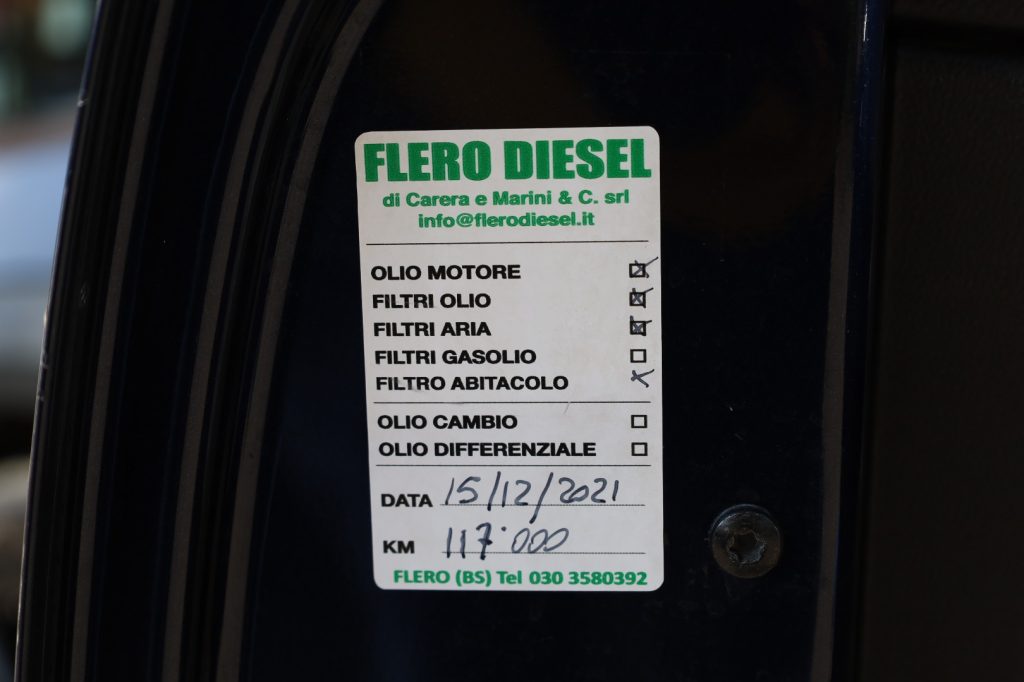 FLERO DIESEL
di Carera e Marini & C. srl
info@flerodiesel.it
OLIO MOTORE
FILTRI OLIO
FILTRI ARIA
FILTRI GASOLIO
FILTRO ABITACOLO
OLIO CAMBIO
OLIO DIFFERENZIALE
DATA 15/12/2021
KM 117'000
FLERO (BS) Tel 030 3580392